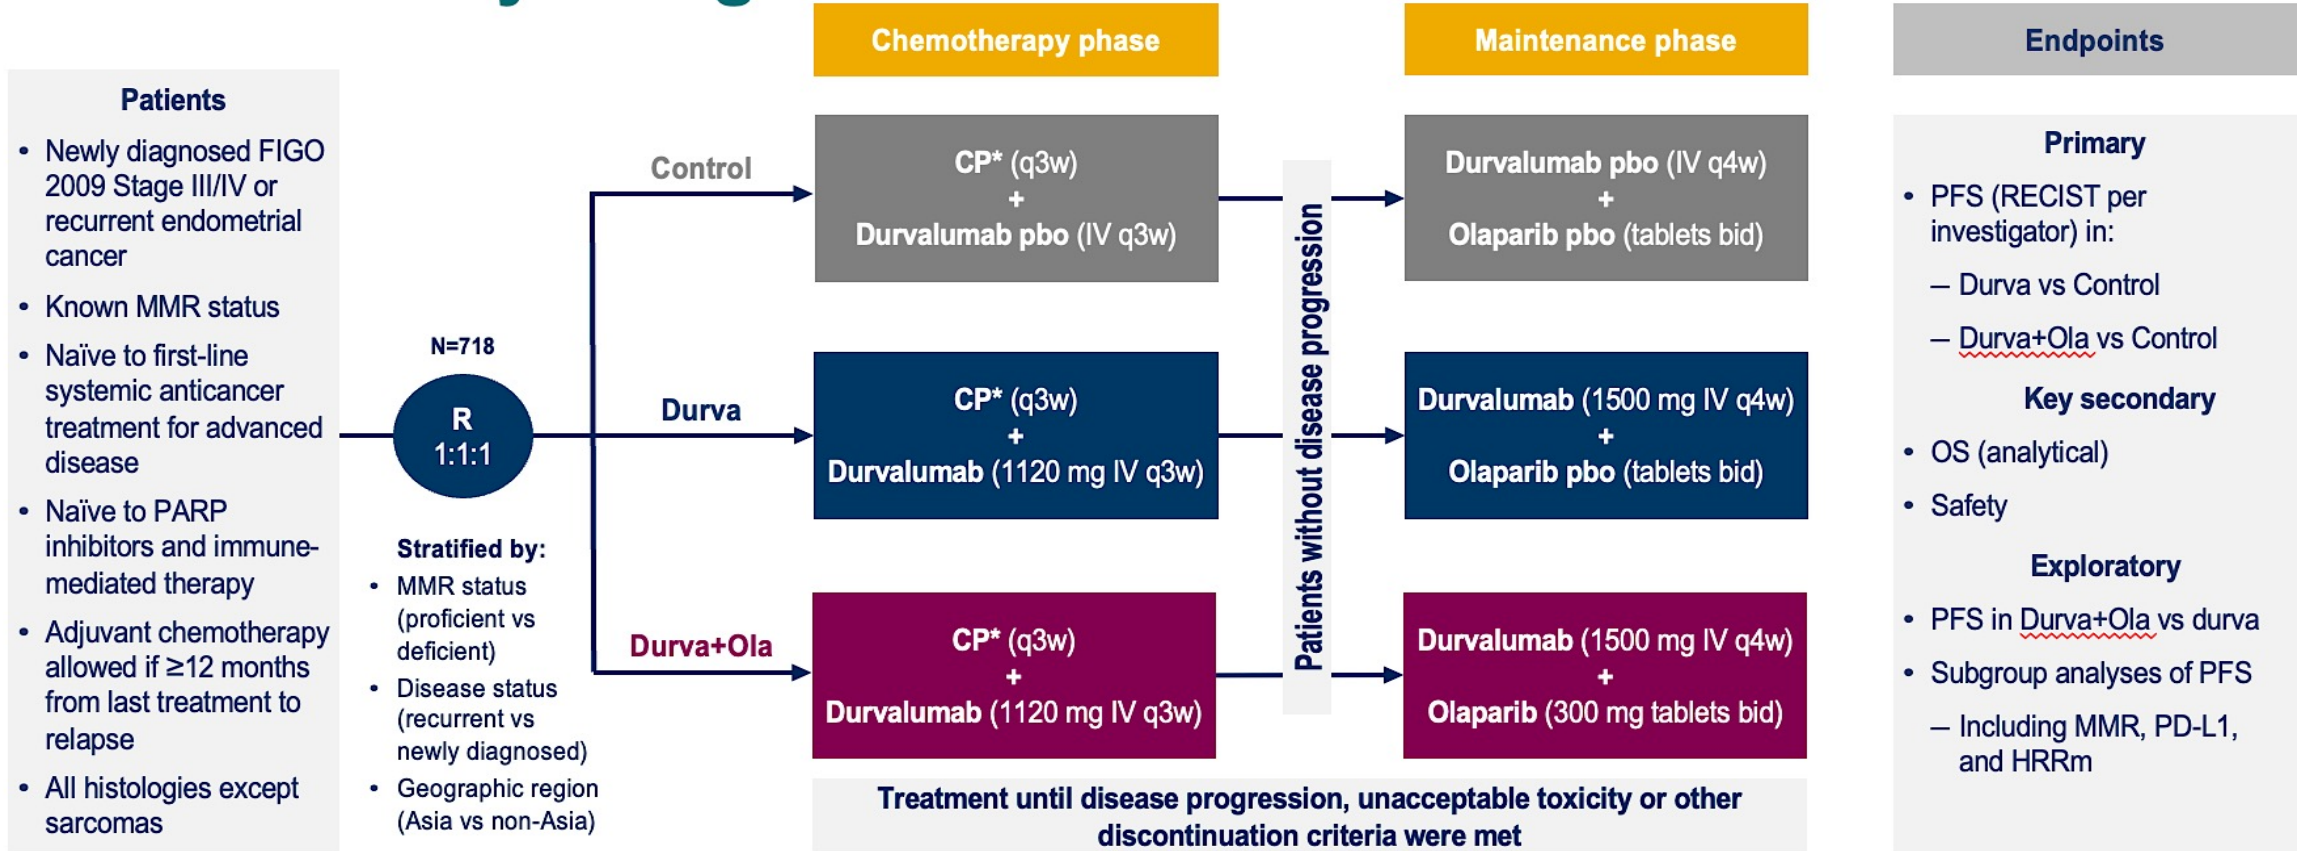 Chemotherapy phase
Maintenance phase
Endpoints
Patients
• Newly diagnosed FIGO
2009 Stage III/IV or
recurrent endometrial
cancer
• Known MMR status
• Naïve to first-line
systemic anticancer
treatment for advanced
disease
• Naïve to PARP
inhibitors and immune-
mediated therapy
• Adjuvant chemotherapy
allowed if ≥12 months
from last treatment to
relapse
• All histologies except
sarcomas
N=718
R
1:1:1
Stratified by:
• MMR status
(proficient vs
deficient)
• Disease status
(recurrent vs
newly diagnosed)
• Geographic region
(Asia vs non-Asia)
Control
CP* (q3w)
+
Durvalumab pbo (IV q3w)
Durvalumab pbo (IV q4w)
+
Olaparib pbo (tablets bid)
Durva
CP* (q3w)
+
Durvalumab (1120 mg IV q3w)
Durvalumab (1500 mg IV q4w)
+
Olaparib pbo (tablets bid)
Durva+Ola
CP* (q3w)
+
Durvalumab (1120 mg IV q3w)
Durvalumab (1500 mg IV q4w)
+
Olaparib (300 mg tablets bid)
Patients without disease progression
Treatment until disease progression, unacceptable toxicity or other
discontinuation criteria were met
Primary
• PFS (RECIST per
investigator) in:
– Durva vs Control
– Durva+Ola vs Control
Key secondary
• OS (analytical)
• Safety
Exploratory
• PFS in Durva+Ola vs durva
• Subgroup analyses of PFS
– Including MMR, PD-L1,
and HRRm